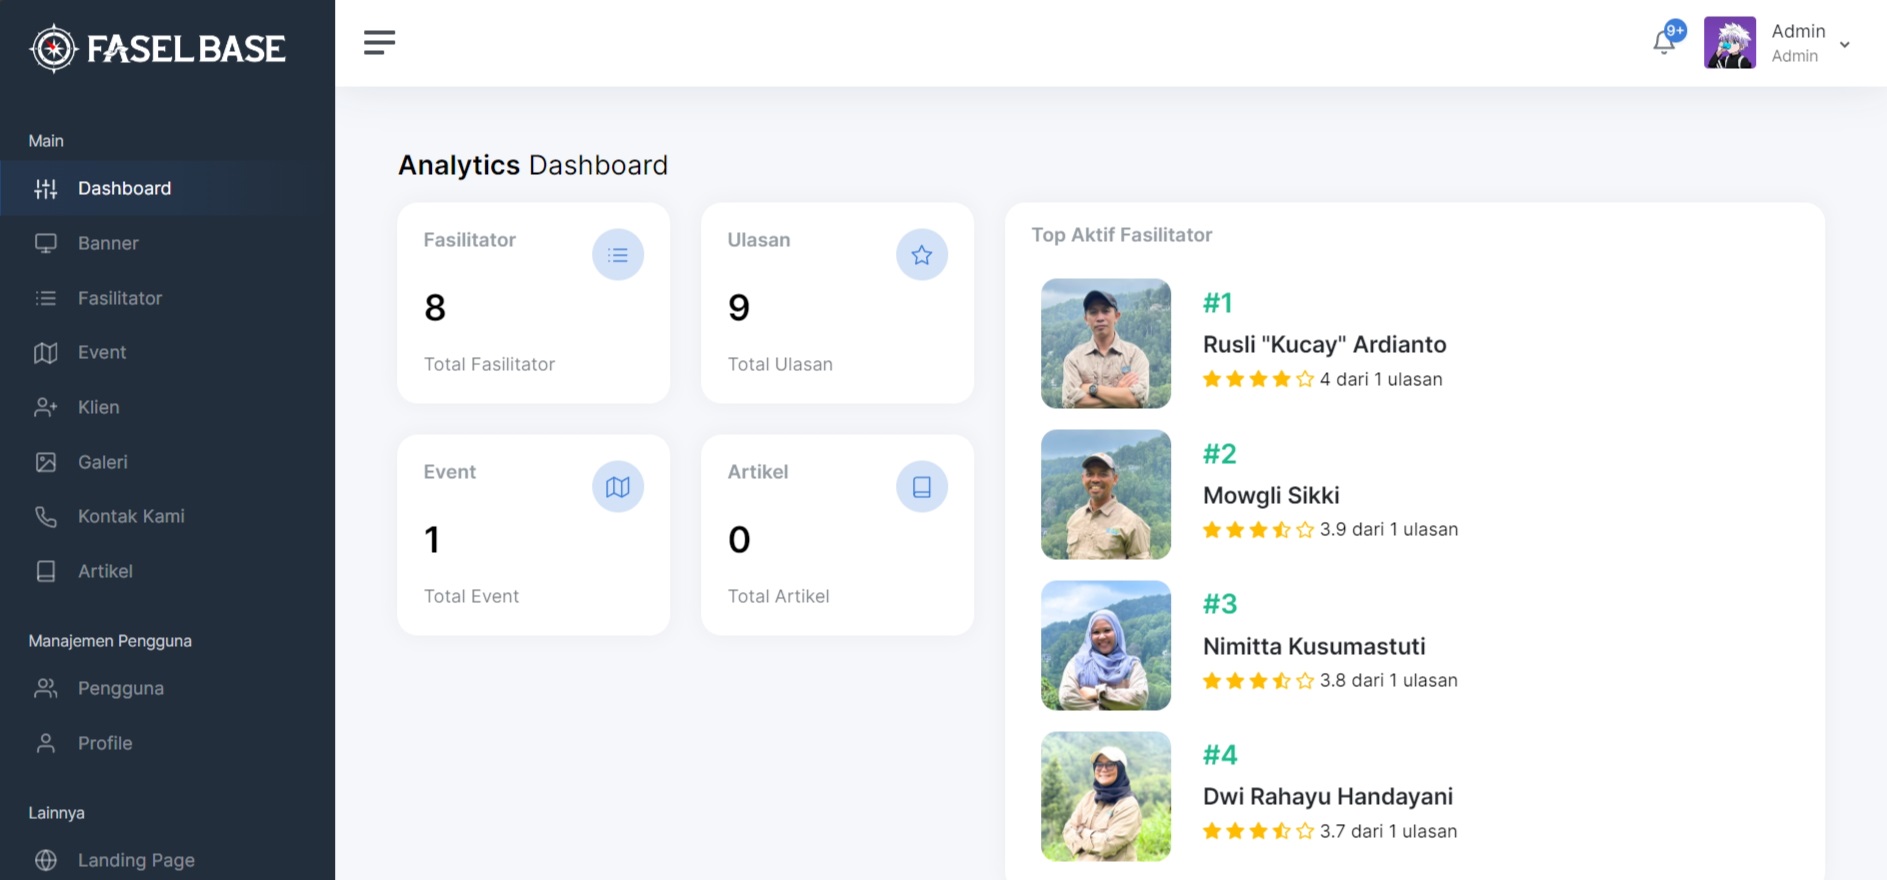 FASELBASE
Main
Dashboard
Banner
Fasilitator
Event
Klien
Galeri
Kontak Kami
Artikel
Manajemen Pengguna
Pengguna
Profile
Lainnya
Landing Page
9+
Admin
Admin
Analytics Dashboard
Fasilitator
8
Total Fasilitator
Ulasan
9
Total Ulasan
Event
1
Total Event
Artikel
0
Total Artikel
Top Aktif Fasilitator
#1
Rusli "Kucay" Ardianto
4 dari 1 ulasan
#2
Mowgli Sikki
3.9 dari 1 ulasan
#3
Nimitta Kusumastuti
3.8 dari 1 ulasan
#4
Dwi Rahayu Handayani
3.7 dari 1 ulasan